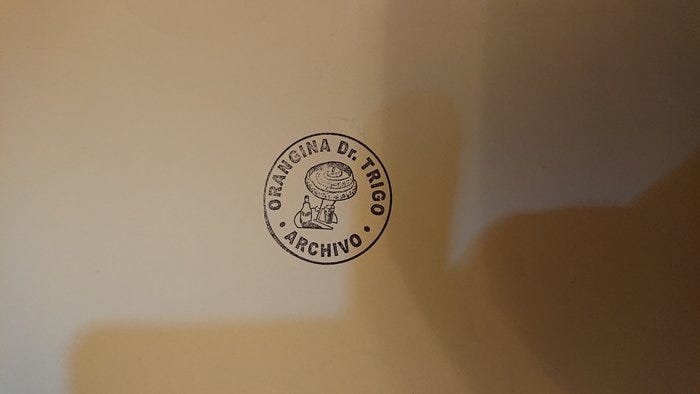 ORANGINA Dr. TRIGO
• ARCHIVO •